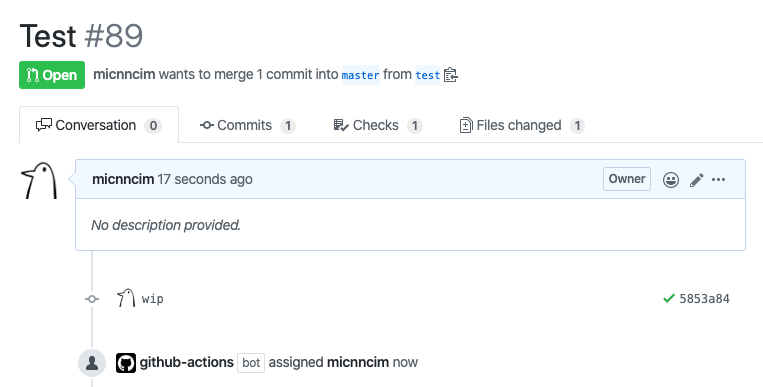 Test #89
Open micnncim wants to merge 1 commit into master from test
Conversation 0 Commits 1 Checks 1 Files changed 1
micnncim 17 seconds ago Owner
No description provided.
wip 5853a84
github-actions bot assigned micnncim now